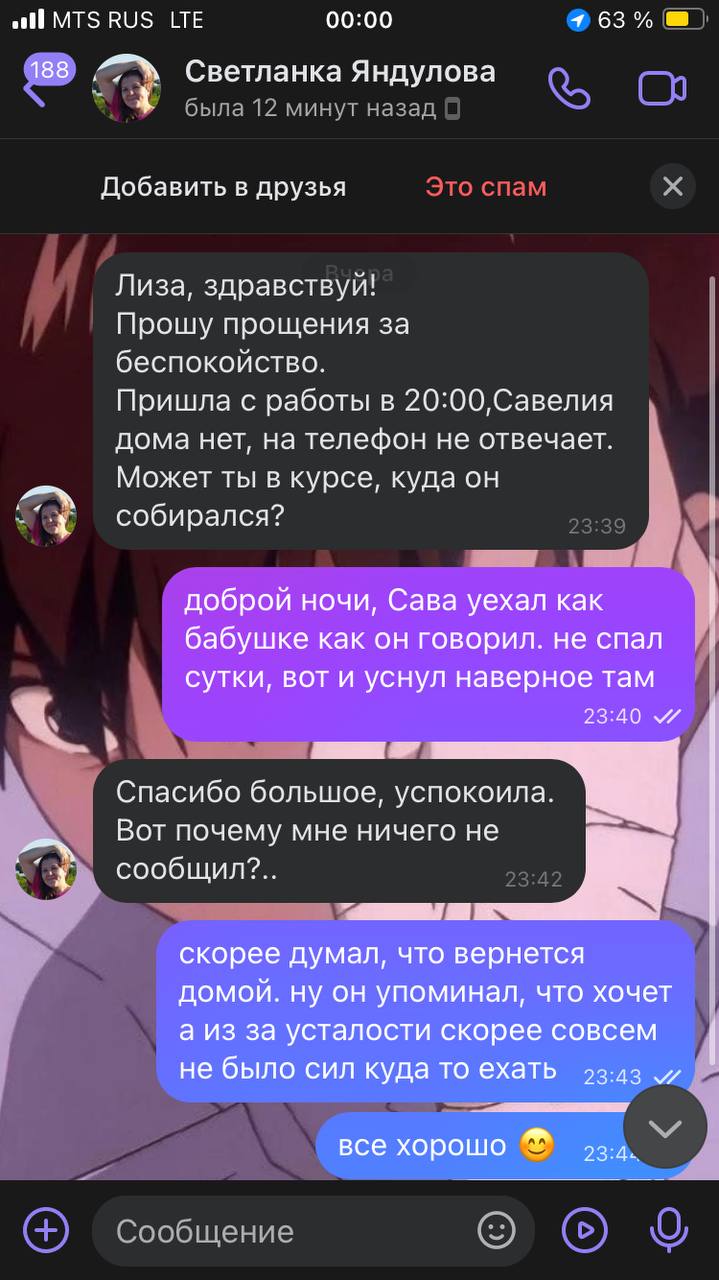 MTS RUS LTE 00:00 63 %
188
Светланка Яндулова
была 12 минут назад
Добавить в друзья Это спам
Вчера
Лиза, здравствуй!
Прошу прощения за
беспокойство.
Пришла с работы в 20:00,Савелия
дома нет, на телефон не отвечает.
Может ты в курсе, куда он
собирался?
23:39
доброй ночи, Сава уехал как
бабушке как он говорил. не спал
сутки, вот и уснул наверное там
23:40
Спасибо большое, успокоила.
Вот почему мне ничего не
сообщил?..
23:42
скорее думал, что вернется
домой. ну он упоминал, что хочет
а из за усталости скорее совсем
не было сил куда то ехать 23:43
все хорошо 😊 23:44
Сообщение